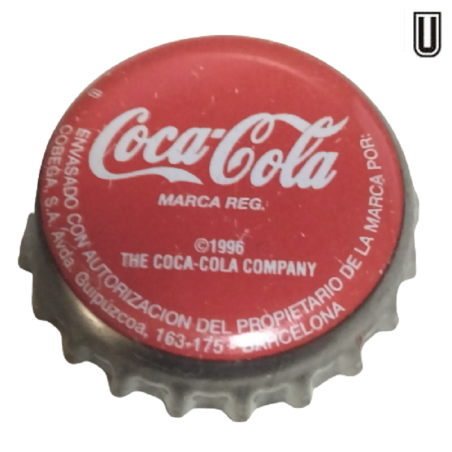 U
Coca-Cola
MARCA REG.
©1996
THE COCA-COLA COMPANY
ENVASADO CON AUTORIZACION DEL PROPIETARIO DE LA MARCA POR:
COBEGA, S.A. Avda. Guipúzcoa, 163-175 - BARCELONA